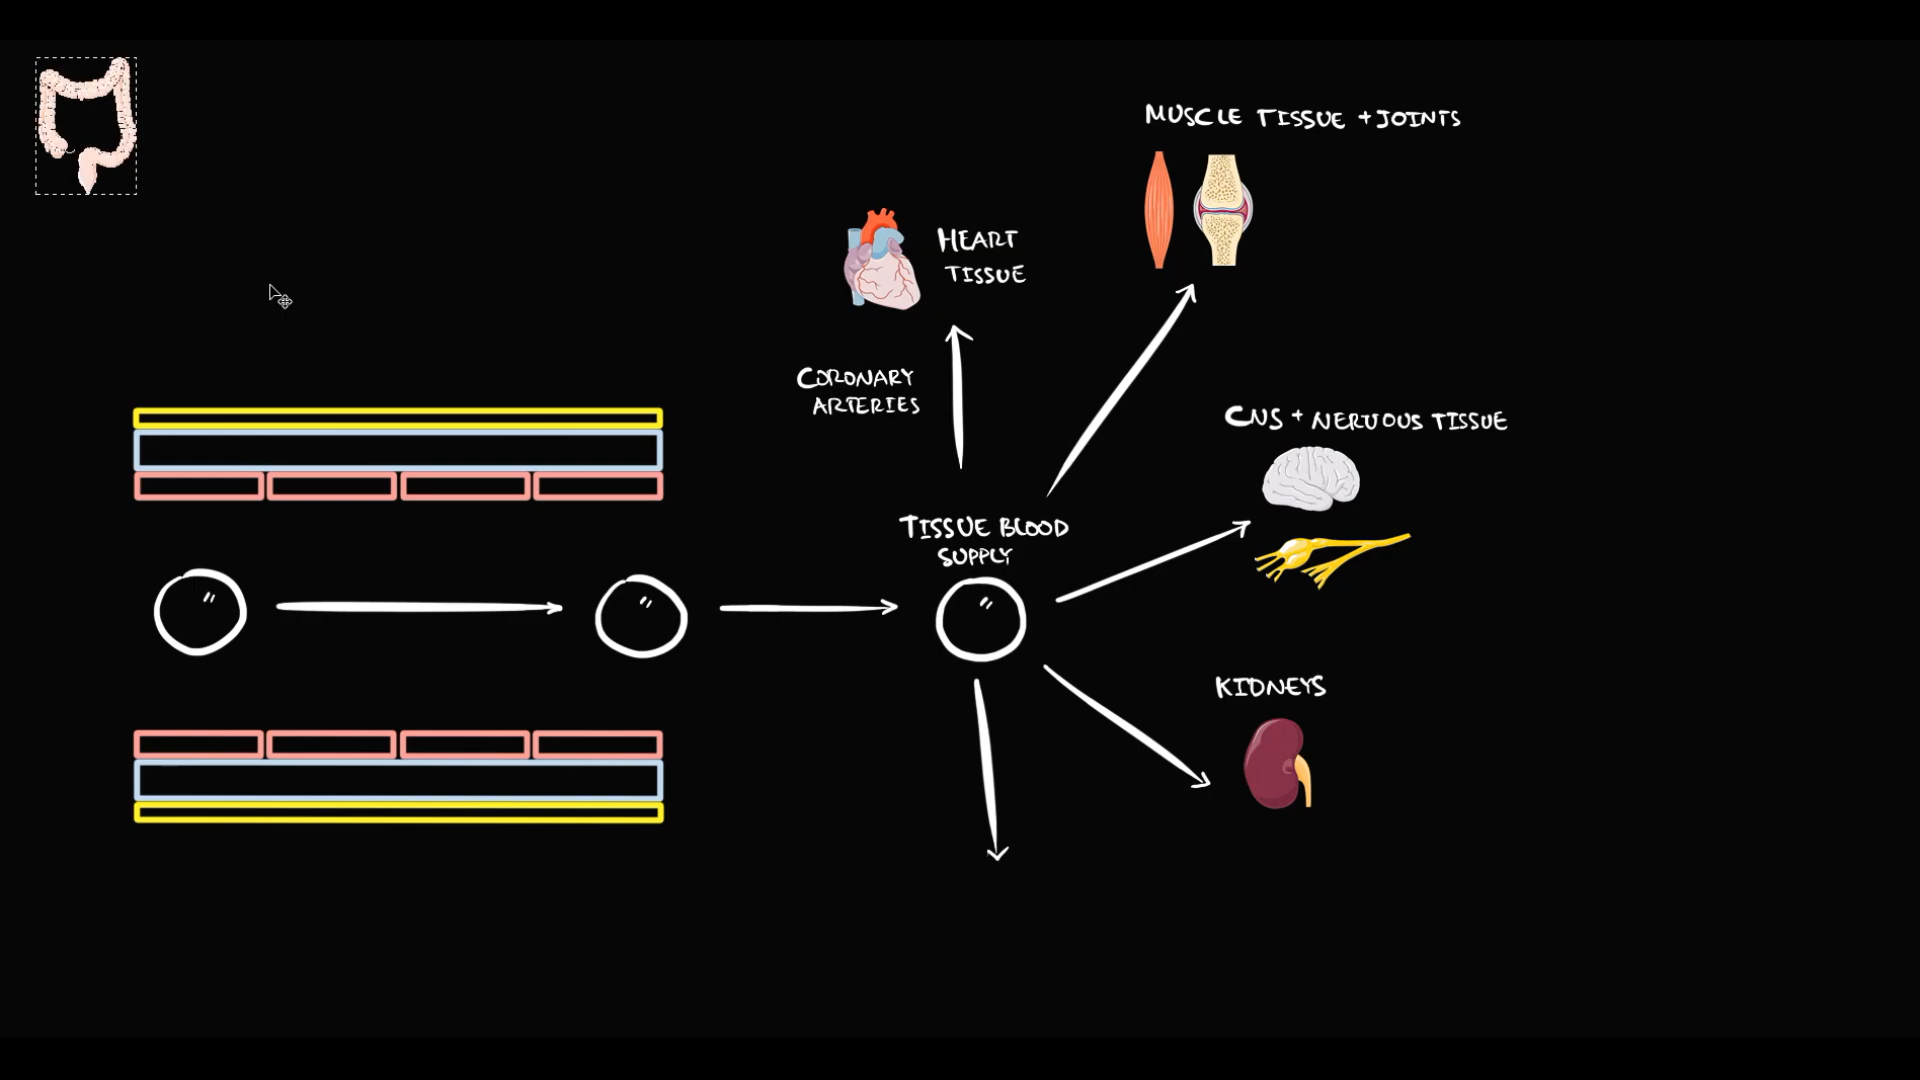 MUSCLE TISSUE + JOINTS
HEART
TISSUE
CORONARY
ARTERIES
CNS + NERVOUS TISSUE
TISSUE BLOOD
SUPPLY
KIDNEYS